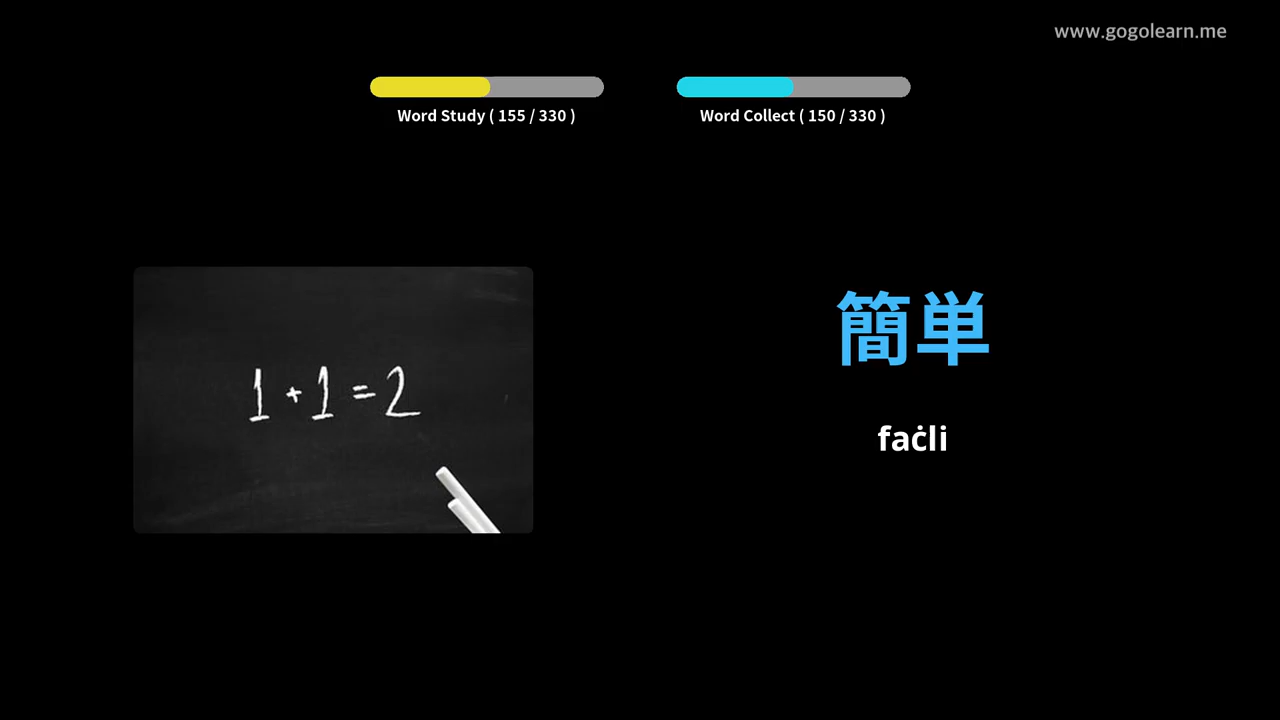 www.gogolearn.me
Word Study ( 155 / 330 )
Word Collect ( 150 / 330 )
1 + 1 = 2
簡単
faċli